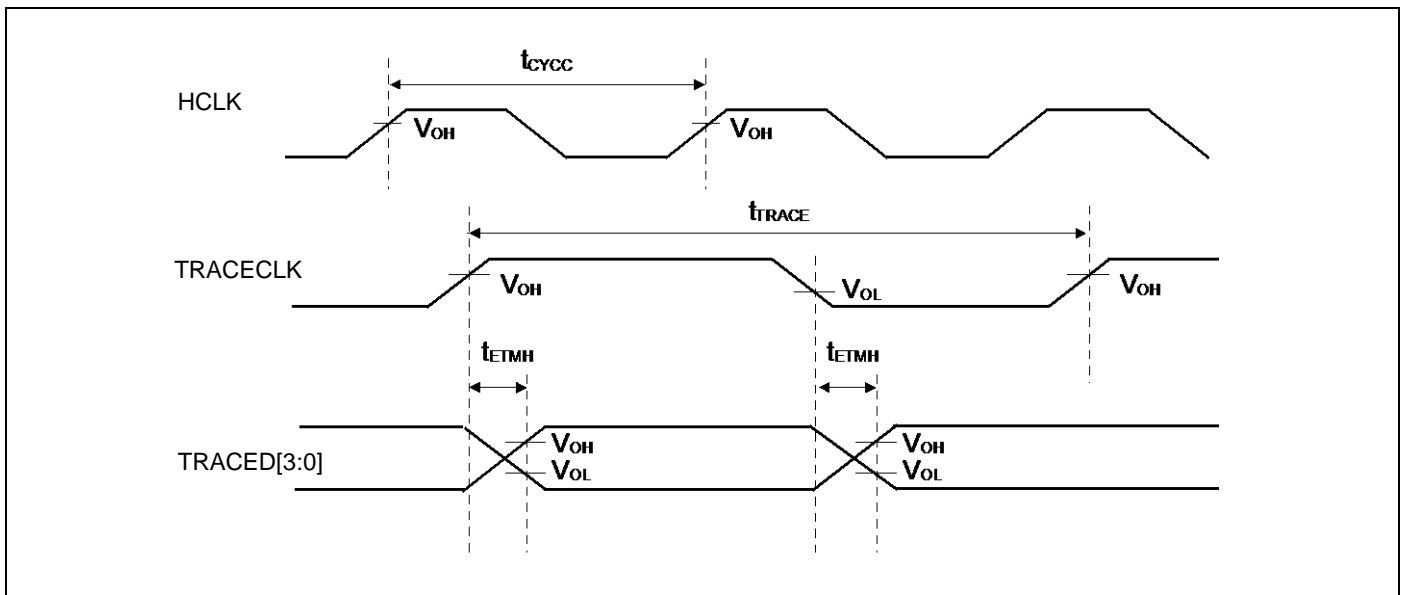 tCYCC
HCLK
VOH VOH
tTRACE
TRACECLK
VOH VOL VOH
tETMH tETMH
TRACED[3:0]
VOH VOH
VOL VOL